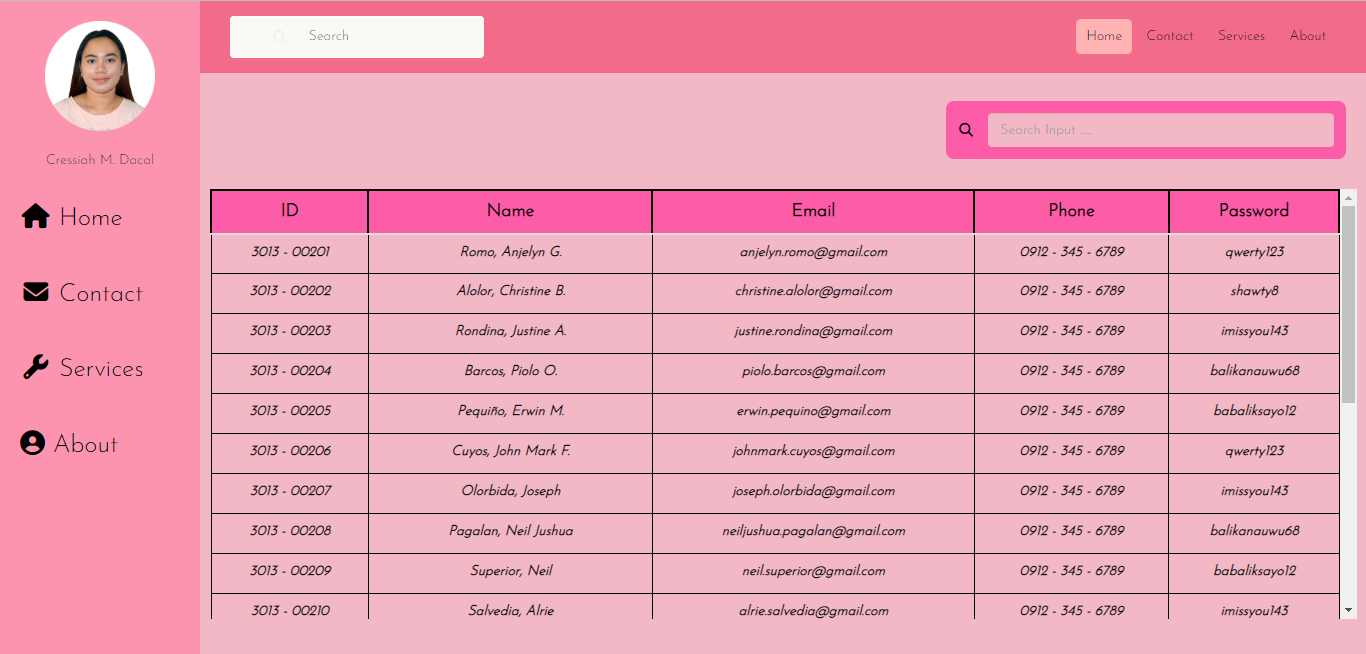 Search
Home Contact Services About
Cressiah M. Dacal
Home
Contact
Services
About
Search Input .....
ID Name Email Phone Password
3013 - 00201 Romo, Anjelyn G. anjelyn.romo@gmail.com 0912 - 345 - 6789 qwerty123
3013 - 00202 Alolor, Christine B. christine.alolor@gmail.com 0912 - 345 - 6789 shawty8
3013 - 00203 Rondina, Justine A. justine.rondina@gmail.com 0912 - 345 - 6789 imissyou143
3013 - 00204 Barcos, Piolo O. piolo.barcos@gmail.com 0912 - 345 - 6789 balikanauwu68
3013 - 00205 Pequiño, Erwin M. erwin.pequino@gmail.com 0912 - 345 - 6789 babaliksayo12
3013 - 00206 Cuyos, John Mark F. johnmark.cuyos@gmail.com 0912 - 345 - 6789 qwerty123
3013 - 00207 Olorbida, Joseph joseph.olorbida@gmail.com 0912 - 345 - 6789 imissyou143
3013 - 00208 Pagalan, Neil Jushua neiljushua.pagalan@gmail.com 0912 - 345 - 6789 balikanauwu68
3013 - 00209 Superior, Neil neil.superior@gmail.com 0912 - 345 - 6789 babaliksayo12
3013 - 00210 Salvedia, Alrie alrie.salvedia@gmail.com 0912 - 345 - 6789 imissyou143